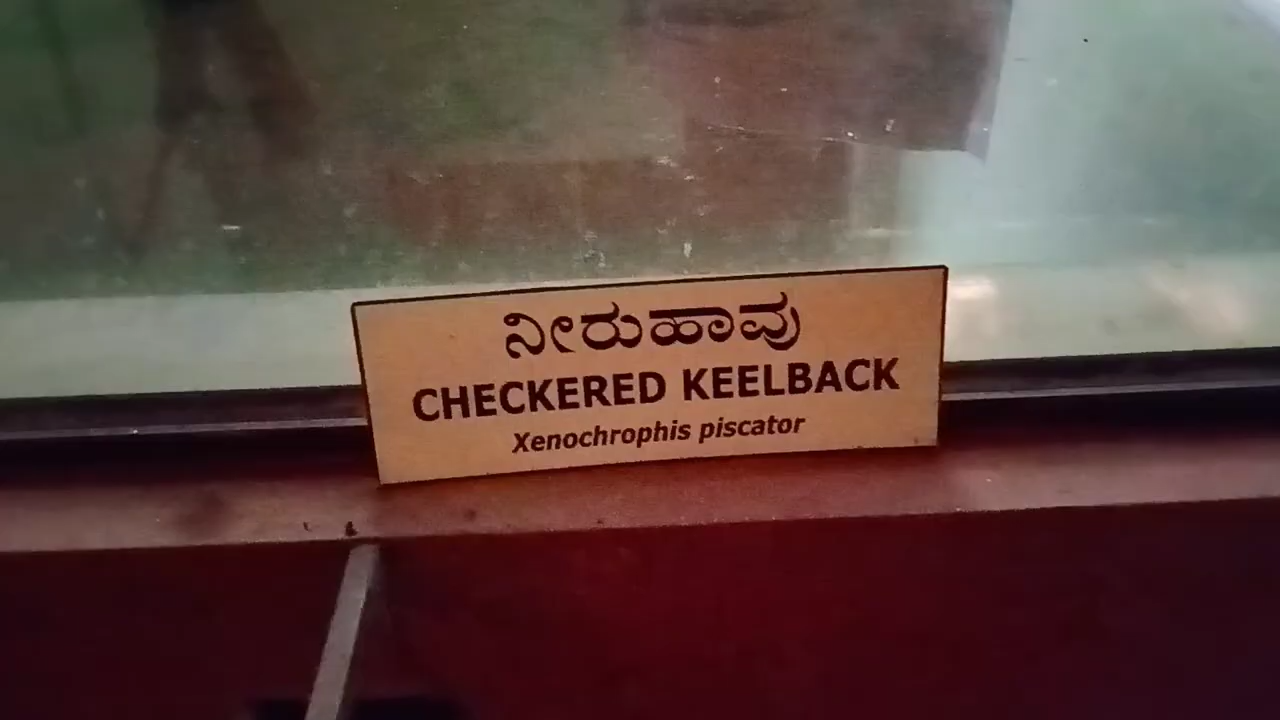 ನೀರುಹಾವು
CHECKERED KEELBACK
Xenochrophis piscator